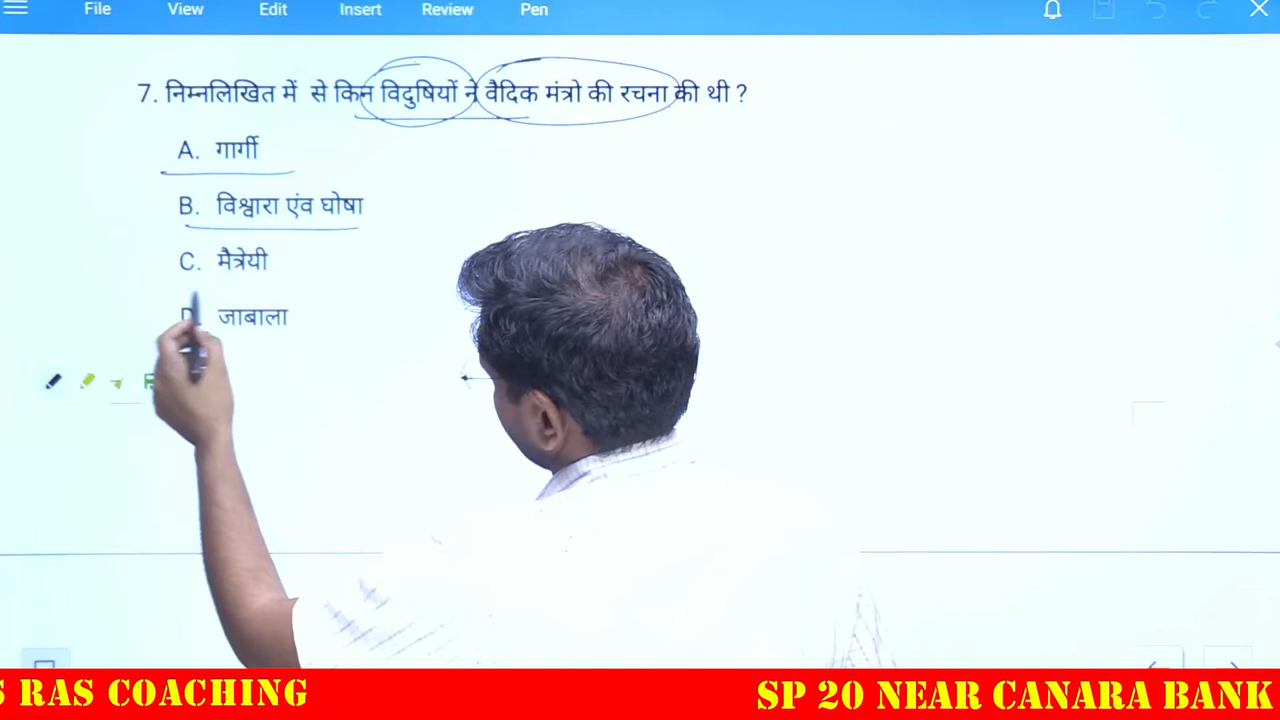 File View Edit Insert Review Pen
7. निम्नलिखित में से किन विदुषियों ने वैदिक मंत्रो की रचना की थी ?
A. गार्गी
B. विश्वारा एंव घोषा
C. मैत्रेयी
D. जाबाला
RAS COACHING SP 20 NEAR CANARA BANK